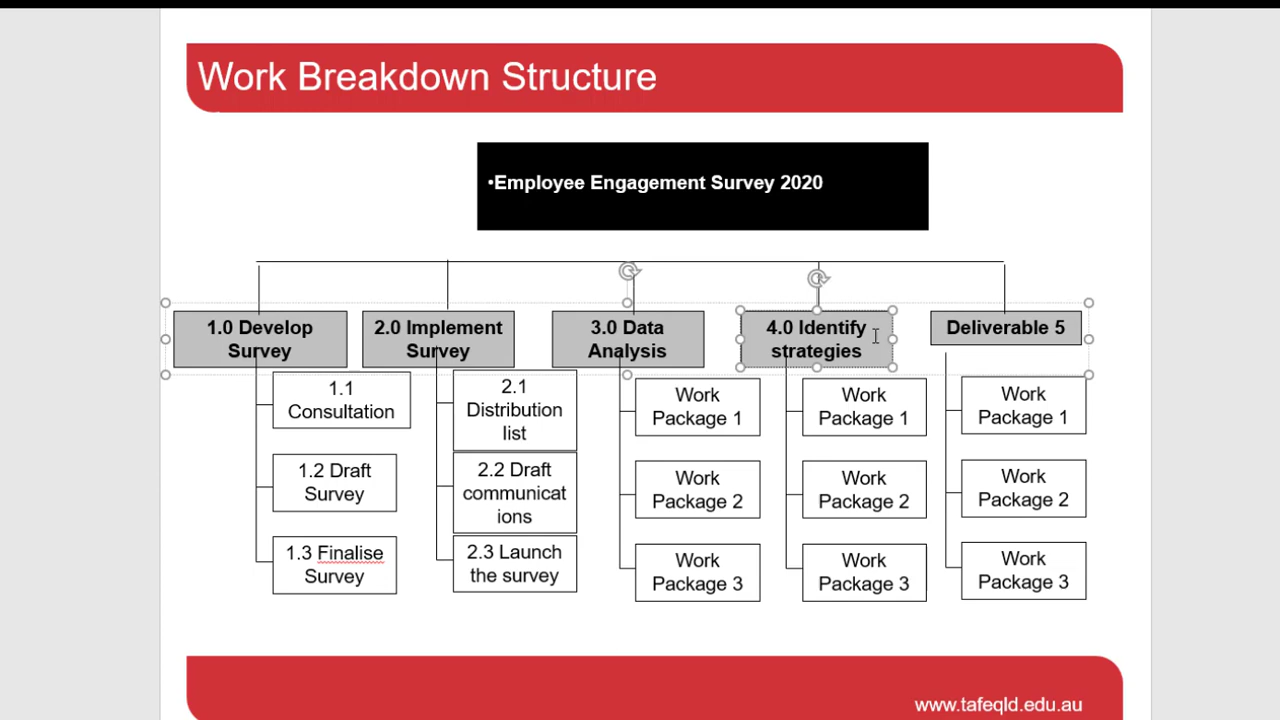 Work Breakdown Structure
•Employee Engagement Survey 2020
1.0 Develop
Survey
2.0 Implement
Survey
3.0 Data
Analysis
4.0 Identify
strategies
Deliverable 5
1.1
Consultation
1.2 Draft
Survey
1.3 Finalise
Survey
2.1
Distribution
list
2.2 Draft
communicat
ions
2.3 Launch
the survey
Work
Package 1
Work
Package 2
Work
Package 3
Work
Package 1
Work
Package 2
Work
Package 3
Work
Package 1
Work
Package 2
Work
Package 3
www.tafeqld.edu.au